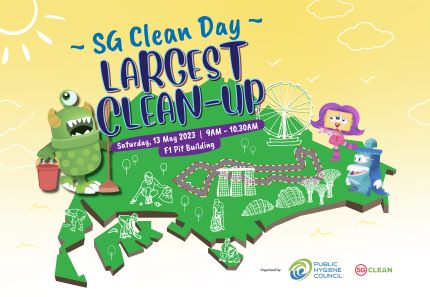 ~ SG Clean Day ~
LARGEST
CLEAN-UP
Saturday, 13 May 2023 | 9AM – 10.30AM
F1 Pit Building
Organised by:
PUBLIC
HYGIENE
COUNCIL
SG CLEAN